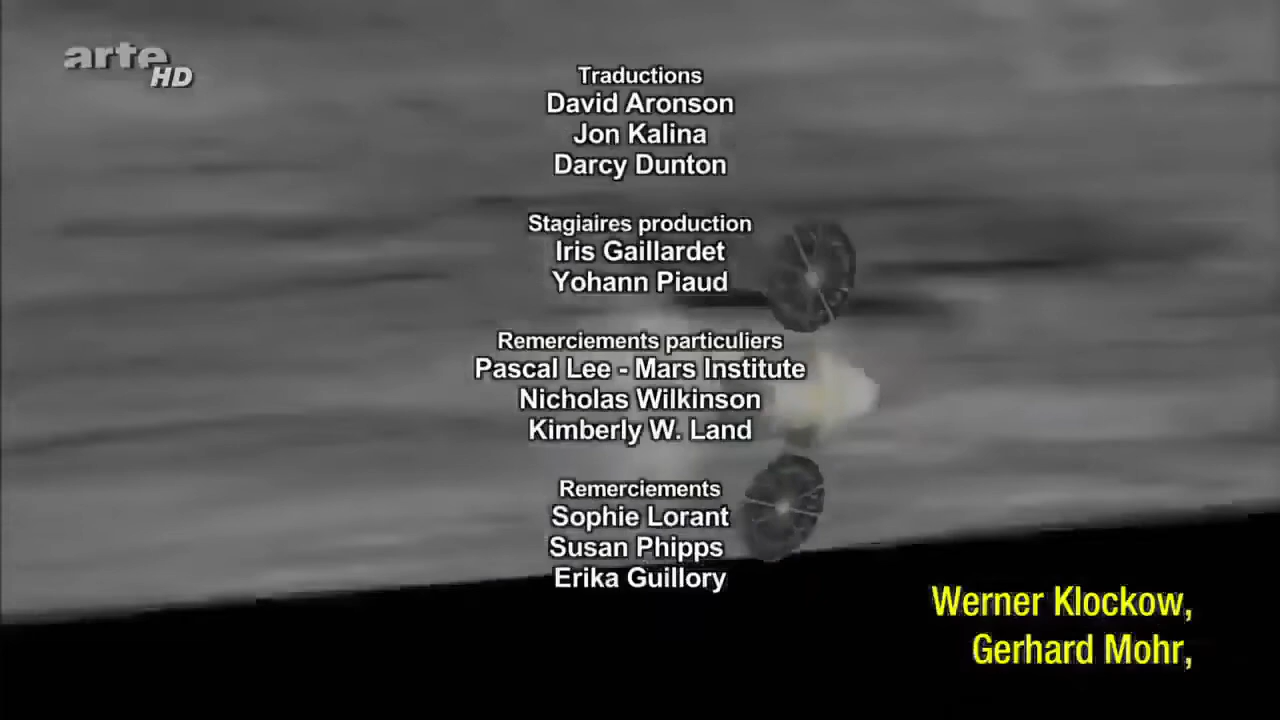 arte HD
Traductions
David Aronson
Jon Kalina
Darcy Dunton
Stagiaires production
Iris Gaillardet
Yohann Piaud
Remerciements particuliers
Pascal Lee - Mars Institute
Nicholas Wilkinson
Kimberly W. Land
Remerciements
Sophie Lorant
Susan Phipps
Erika Guillory
Werner Klockow,
Gerhard Mohr,